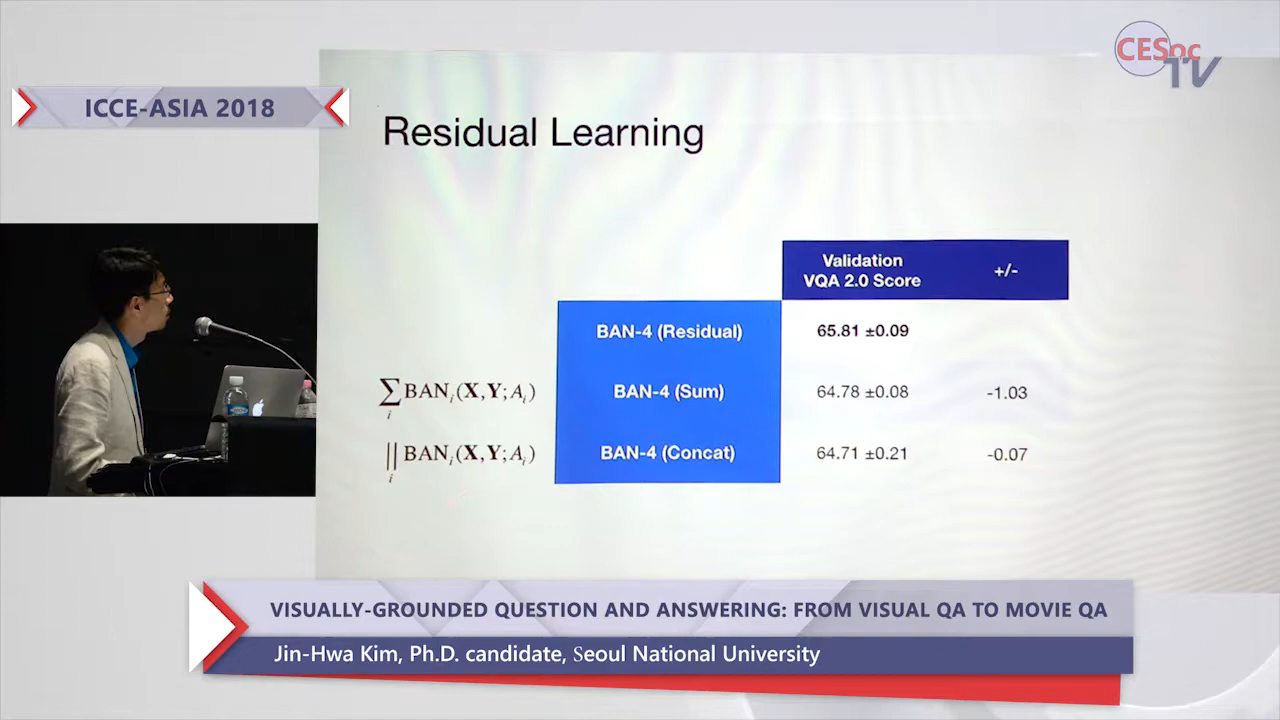 CESoc
TV
ICCE-ASIA 2018
Residual Learning
Validation
VQA 2.0 Score
+/-
BAN-4 (Residual)
65.81 ±0.09
∑ᵢ BANᵢ(X,Y;Aᵢ)
BAN-4 (Sum)
64.78 ±0.08
-1.03
||ᵢ BANᵢ(X,Y;Aᵢ)
BAN-4 (Concat)
64.71 ±0.21
-0.07
VISUALLY-GROUNDED QUESTION AND ANSWERING: FROM VISUAL QA TO MOVIE QA
Jin-Hwa Kim, Ph.D. candidate, Seoul National University